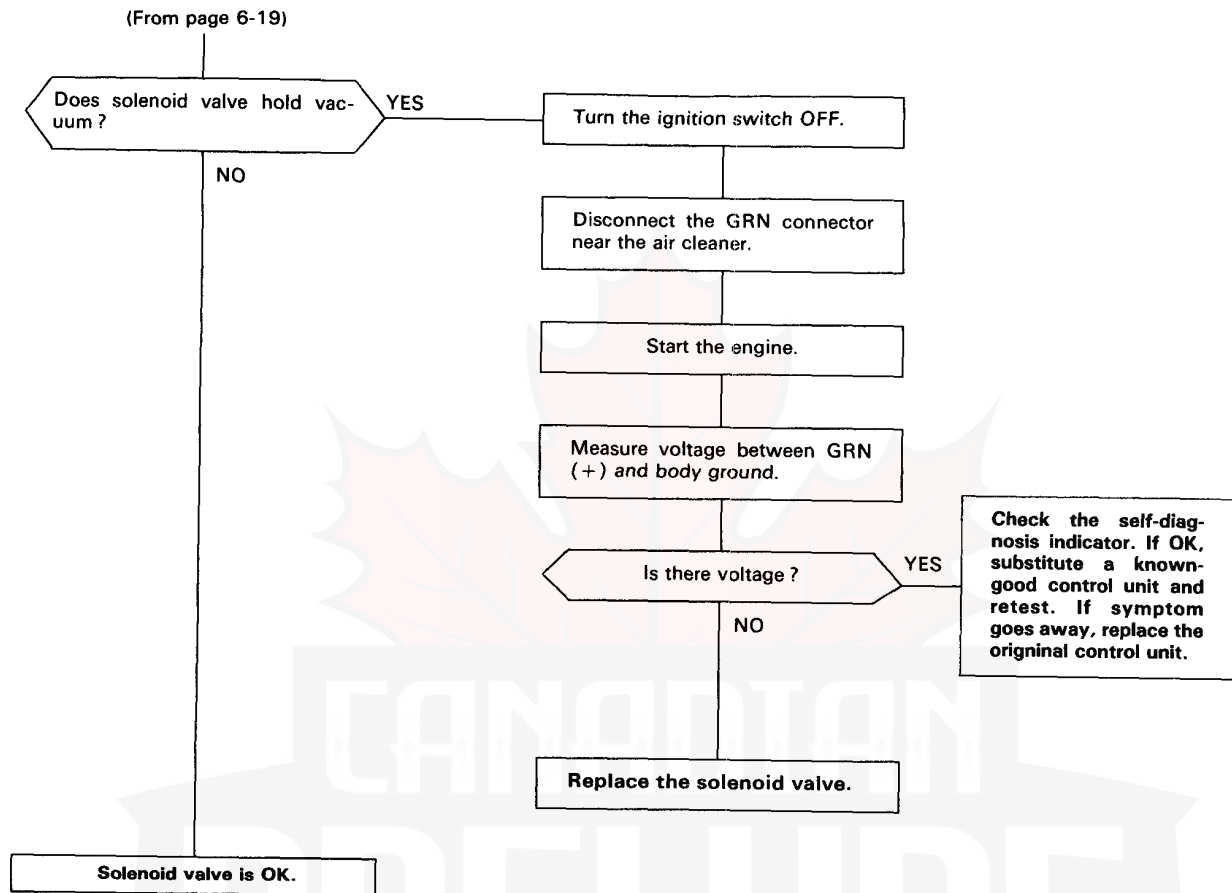 (From page 6-19)
Does solenoid valve hold vac-
uum?
YES
NO
Turn the ignition switch OFF.
Disconnect the GRN connector
near the air cleaner.
Start the engine.
Measure voltage between GRN
(+) and body ground.
Is there voltage?
YES
NO
Check the self-diag-
nosis indicator. If OK,
substitute a known-
good control unit and
retest. If symptom
goes away, replace the
origninal control unit.
Replace the solenoid valve.
Solenoid valve is OK.
CANADIAN
PRELUDE